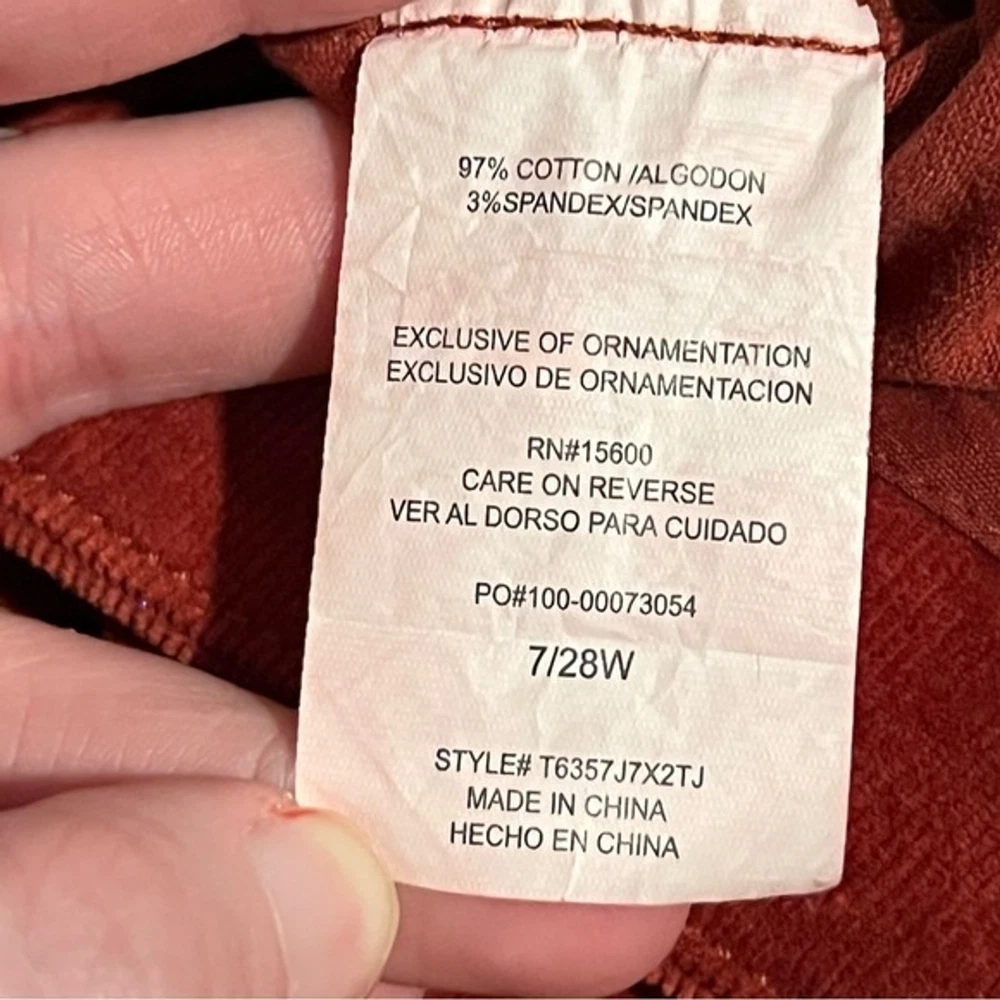 97% COTTON /ALGODON
3%SPANDEX/SPANDEX
EXCLUSIVE OF ORNAMENTATION
EXCLUSIVO DE ORNAMENTACION
RN#15600
CARE ON REVERSE
VER AL DORSO PARA CUIDADO
PO#100-00073054
7/28W
STYLE# T6357J7X2TJ
MADE IN CHINA
HECHO EN CHINA